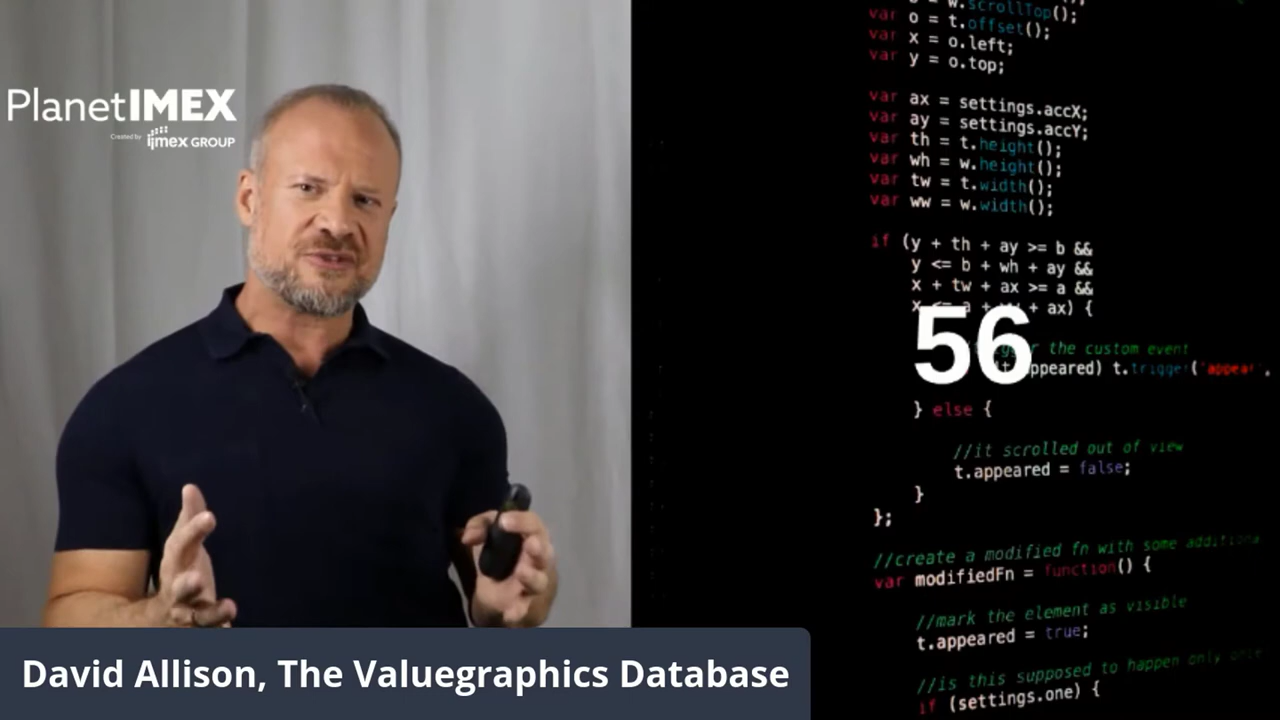 PlanetIMEX
Created by imex GROUP
David Allison, The Valuegraphics Database
= w.scrollTop();
var o = t.offset();
var x = o.left;
var y = o.top;
var ax = settings.accX;
var ay = settings.accY;
var th = t.height();
var wh = w.height();
var tw = t.width();
var ww = w.width();
if (y + th + ay >= b &&
y <= b + wh + ay &&
x + tw + ax >= a &&
x <= a + + ax) {
56
the custom event
appeared) t.trigger('appear',
} else {
//it scrolled out of view
t.appeared = false;
}
};
//create a modified fn with some additiona
var modifiedFn = function() {
//mark the element as visible
t.appeared = true;
//is this supposed to happen only once
if (settings.one) {